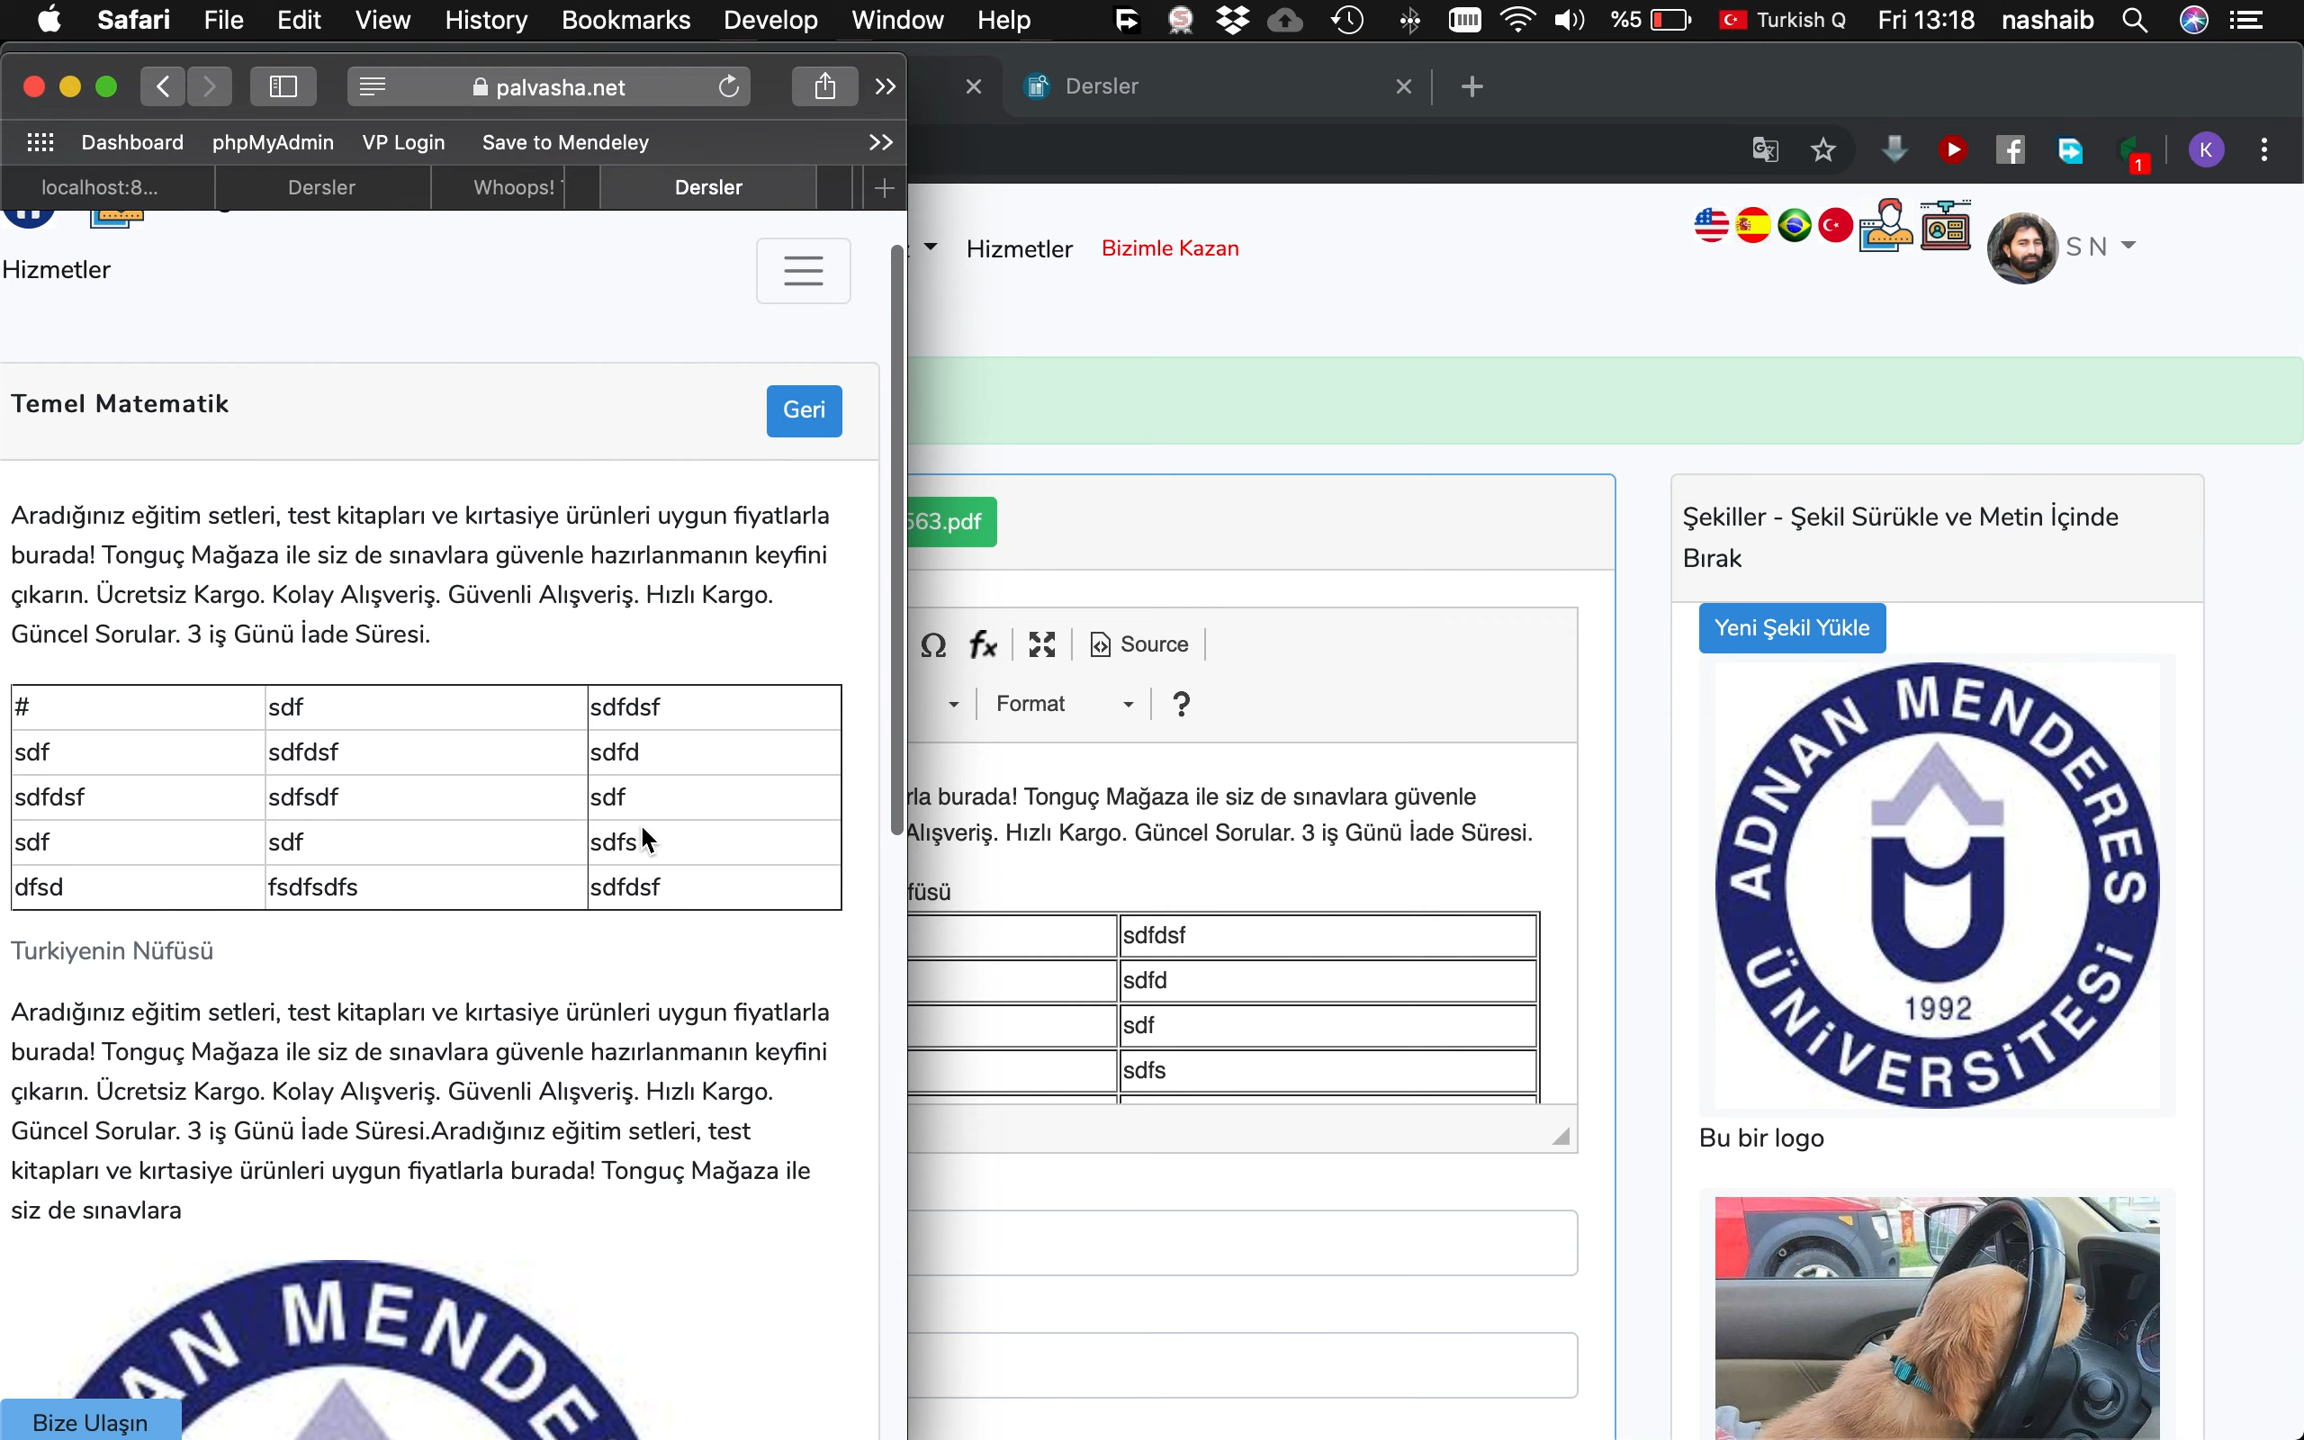 Safari File Edit View History Bookmarks Develop Window Help %5 Turkish Q Fri 13:18 nashaib
palvasha.net
Dersler
Dashboard phpMyAdmin VP Login Save to Mendeley
localhost:8... Dersler Whoops! Dersler
1
K
Hizmetler
Hizmetler Bizimle Kazan
S N
Temel Matematik
Geri
Aradığınız eğitim setleri, test kitapları ve kırtasiye ürünleri uygun fiyatlarla
burada! Tonguç Mağaza ile siz de sınavlara güvenle hazırlanmanın keyfini
çıkarın. Ücretsiz Kargo. Kolay Alışveriş. Güvenli Alışveriş. Hızlı Kargo.
Güncel Sorular. 3 iş Günü İade Süresi.
# sdf sdfdsf
sdf sdfdsf sdfd
sdfdsf sdfsdf sdf
sdf sdf sdfs
dfsd fsdfsdfs sdfdsf
Turkiyenin Nüfüsü
Aradığınız eğitim setleri, test kitapları ve kırtasiye ürünleri uygun fiyatlarla
burada! Tonguç Mağaza ile siz de sınavlara güvenle hazırlanmanın keyfini
çıkarın. Ücretsiz Kargo. Kolay Alışveriş. Güvenli Alışveriş. Hızlı Kargo.
Güncel Sorular. 3 iş Günü İade Süresi.Aradığınız eğitim setleri, test
kitapları ve kırtasiye ürünleri uygun fiyatlarla burada! Tonguç Mağaza ile
siz de sınavlara
AN MENDE
Bize Ulaşın
563.pdf
Ω fx Source
Format ?
rla burada! Tonguç Mağaza ile siz de sınavlara güvenle
Alışveriş. Hızlı Kargo. Güncel Sorular. 3 iş Günü İade Süresi.
füsü
sdfdsf
sdfd
sdf
sdfs
Şekiller - Şekil Sürükle ve Metin İçinde
Bırak
Yeni Şekil Yükle
ADNAN MENDERES
ÜNİVERSİTESİ
1992
Bu bir logo